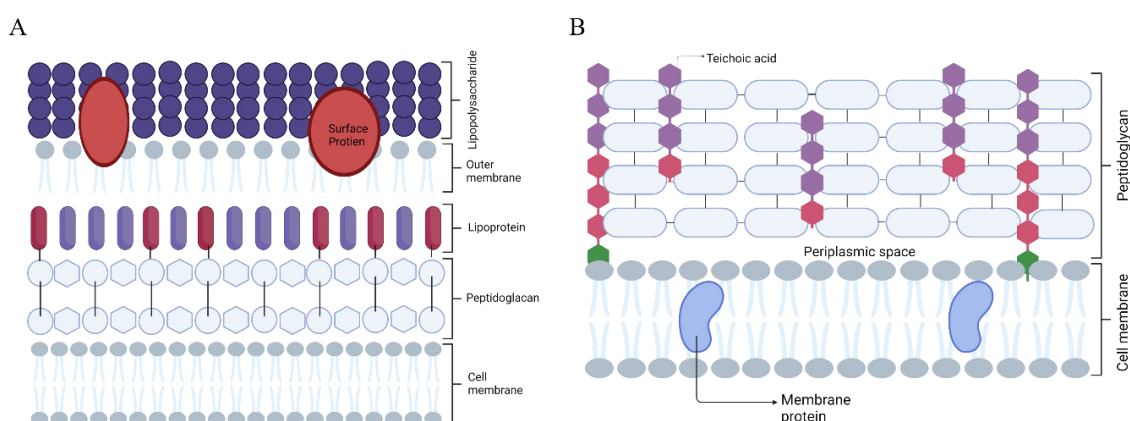 A
Lipopolysaccharide
Surface
Protien
Outer
membrane
Lipoprotein
Peptidoglacan
Cell
membrane
B
Teichoic acid
Peptidoglycan
Periplasmic space
Cell membrane
Membrane
protein